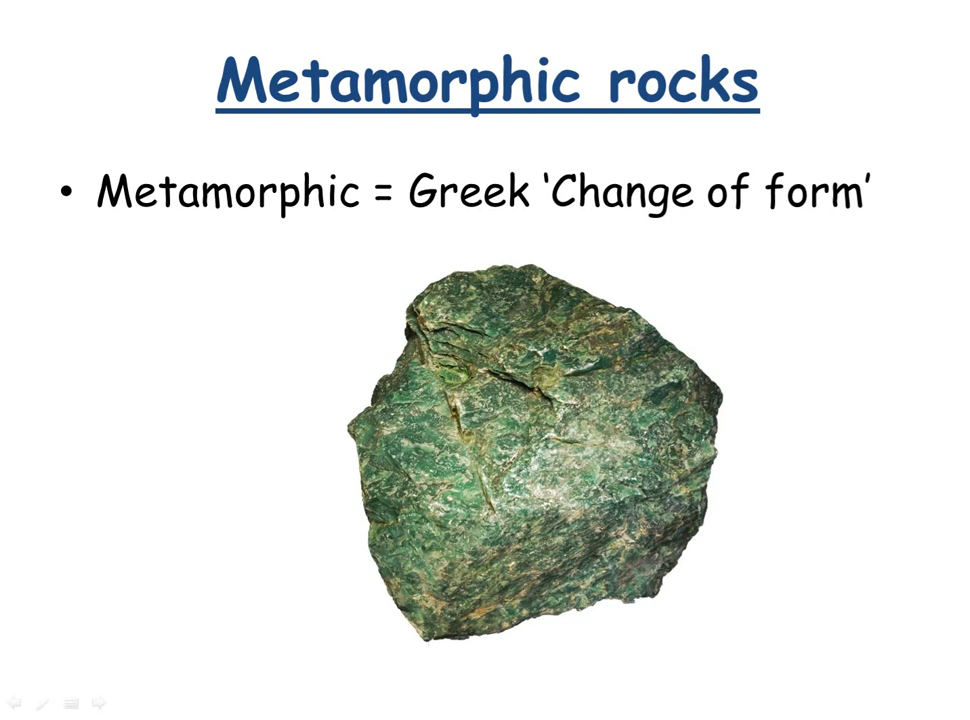 Metamorphic rocks
• Metamorphic = Greek ‘Change of form’